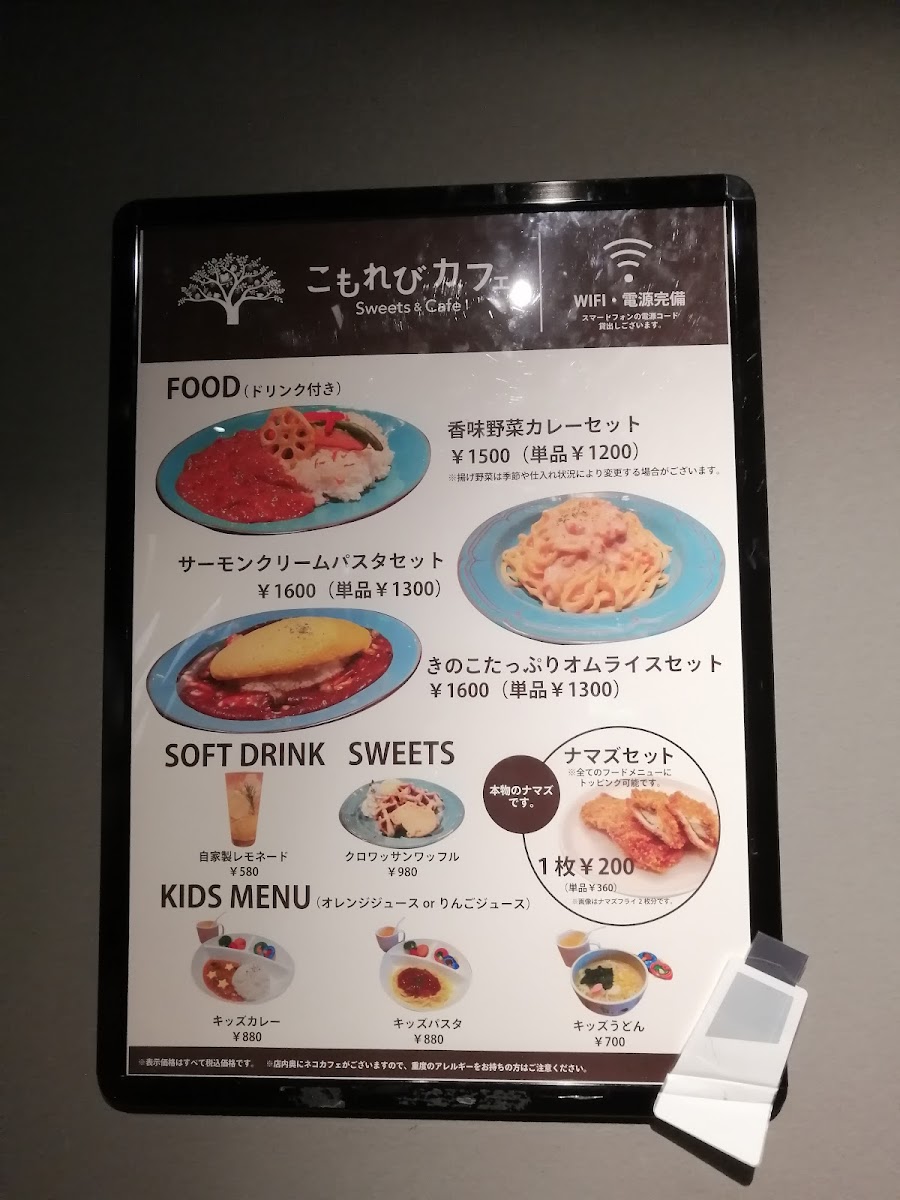 こもれびカフェ
Sweets & Cafe
WIFI・電源完備
スマートフォンの電源コード
貸出しございます。
FOOD(ドリンク付き)
香味野菜カレーセット
¥1500(単品¥1200)
※揚げ野菜は季節や仕入れ状況により変更する場合がございます。
サーモンクリームパスタセット
¥1600(単品¥1300)
きのこたっぷりオムライスセット
¥1600(単品¥1300)
SOFT DRINK
自家製レモネード
¥580
SWEETS
クロワッサンワッフル
¥980
本物のナマズ
です。
ナマズセット
※全てのフードメニューに
トッピング可能です。
1枚¥200
(単品¥360)
※画像はナマズフライ2枚分です。
KIDS MENU(オレンジジュース or りんごジュース)
キッズカレー
¥880
キッズパスタ
¥880
キッズうどん
¥700
※表示価格はすべて税込価格です。 ※店内奥にネコカフェがございますので、重度のアレルギーをお持ちの方はご注意ください。